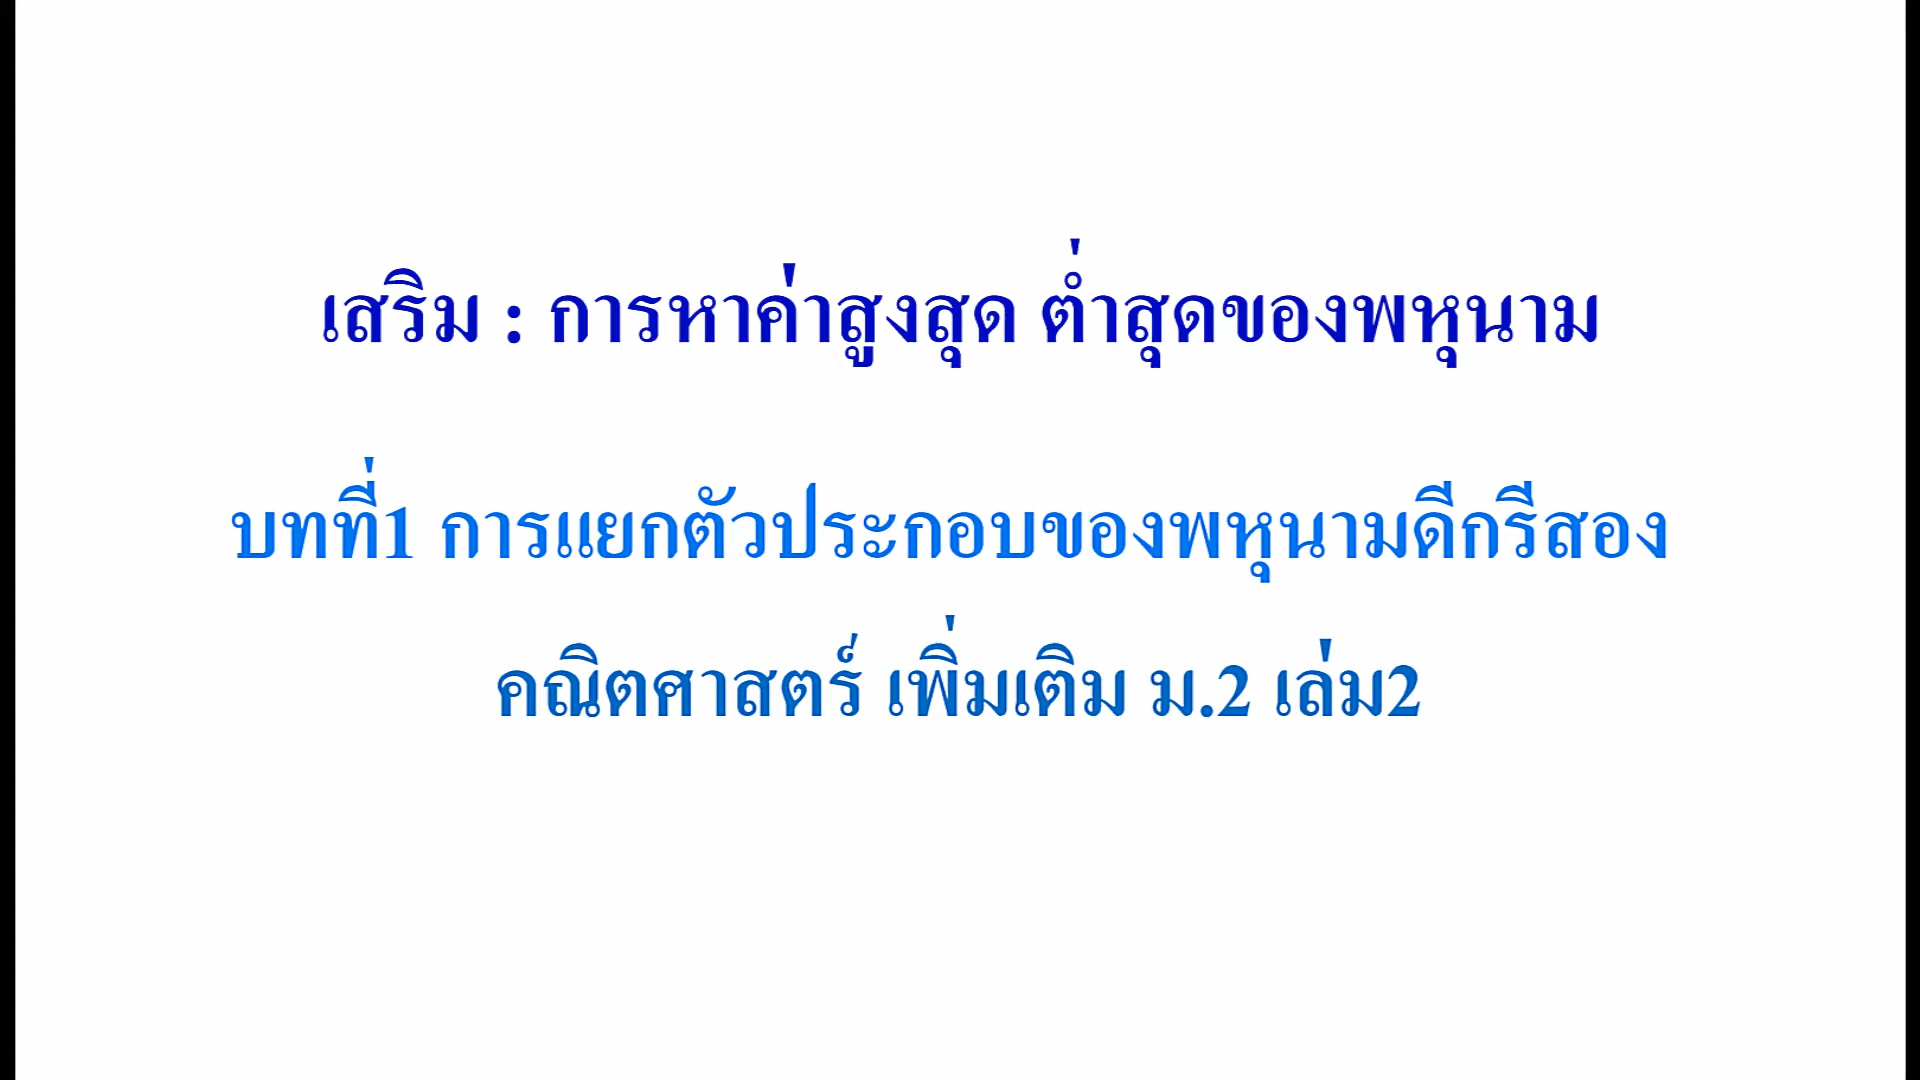 เสริม : การหาค่าสูงสุด ต่ำสุดของพหุนาม
บทที่1 การแยกตัวประกอบของพหุนามดีกรีสอง
คณิตศาสตร์ เพิ่มเติม ม.2 เล่ม2